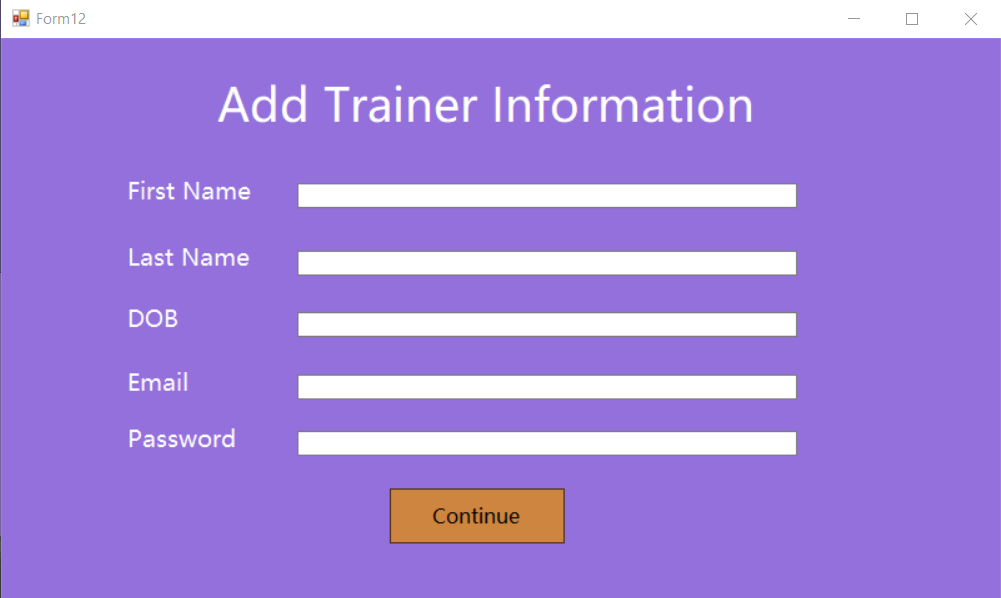 Form12
Add Trainer Information
First Name
Last Name
DOB
Email
Password
Continue